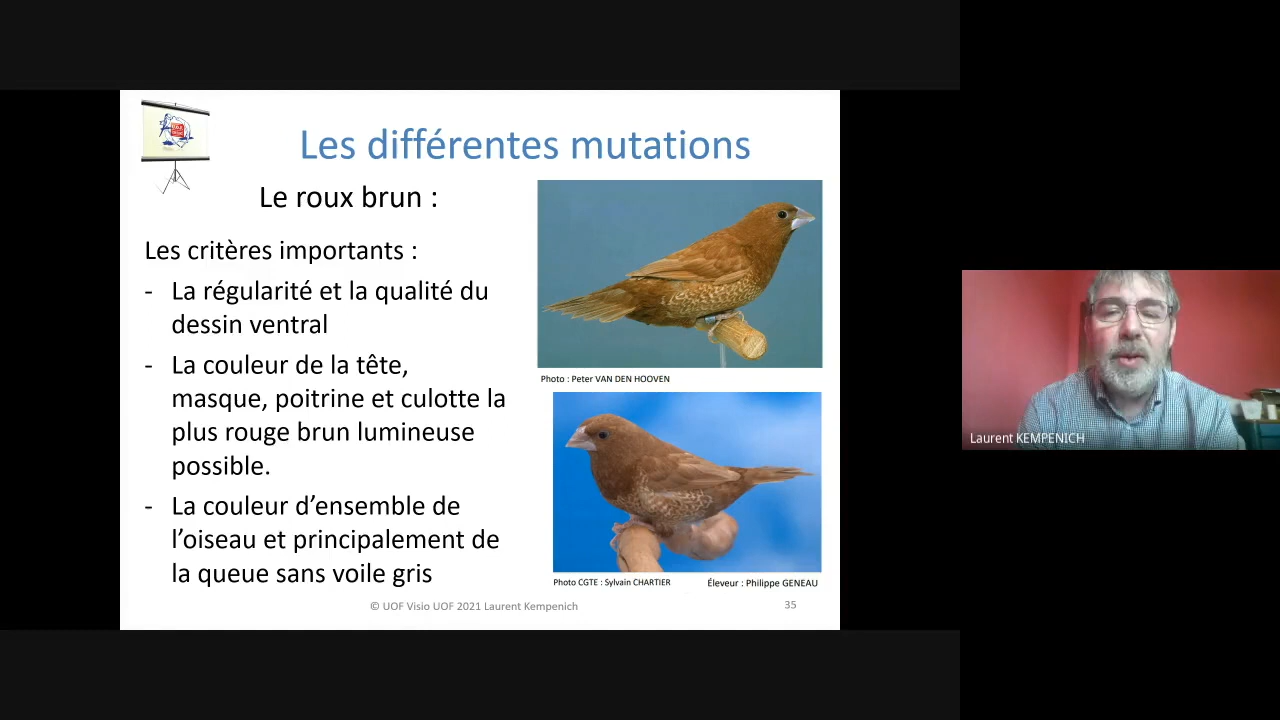 Les différentes mutations
Le roux brun :
Les critères importants :
- La régularité et la qualité du
dessin ventral
- La couleur de la tête,
masque, poitrine et culotte la
plus rouge brun lumineuse
possible.
- La couleur d’ensemble de
l’oiseau et principalement de
la queue sans voile gris
Photo : Peter VAN DEN HOOVEN
Photo CGTE : Sylvain CHARTIER
Éleveur : Philippe GENEAU
© UOF Visio UOF 2021 Laurent Kempenich
35
Laurent KEMPENICH